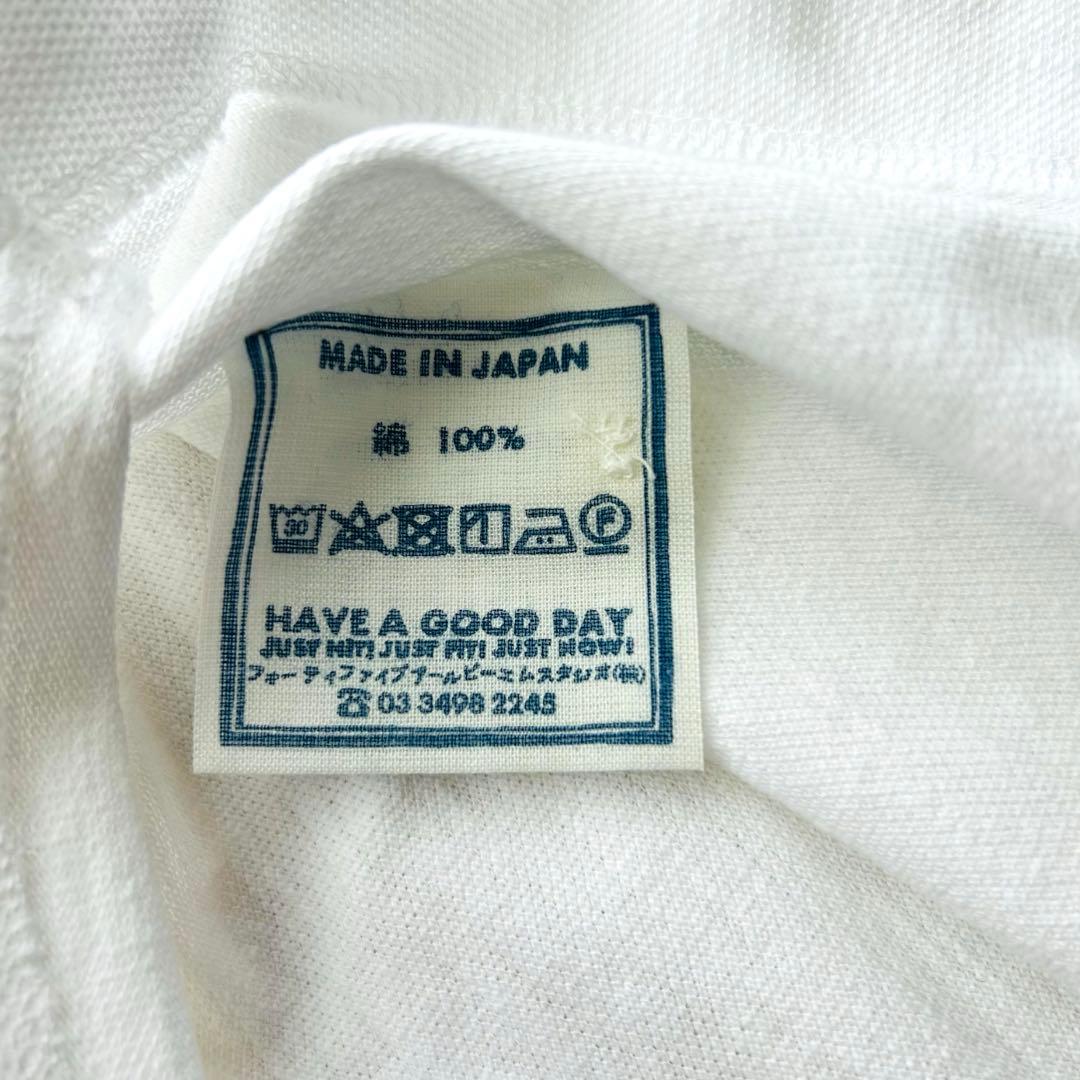 MADE IN JAPAN
綿 100%
30
F
HAVE A GOOD DAY
JUST HIT! JUST FIT! JUST NOW!
フォーティファイブアールピーエムスタジオ(株)
☎ 03 3498 2245